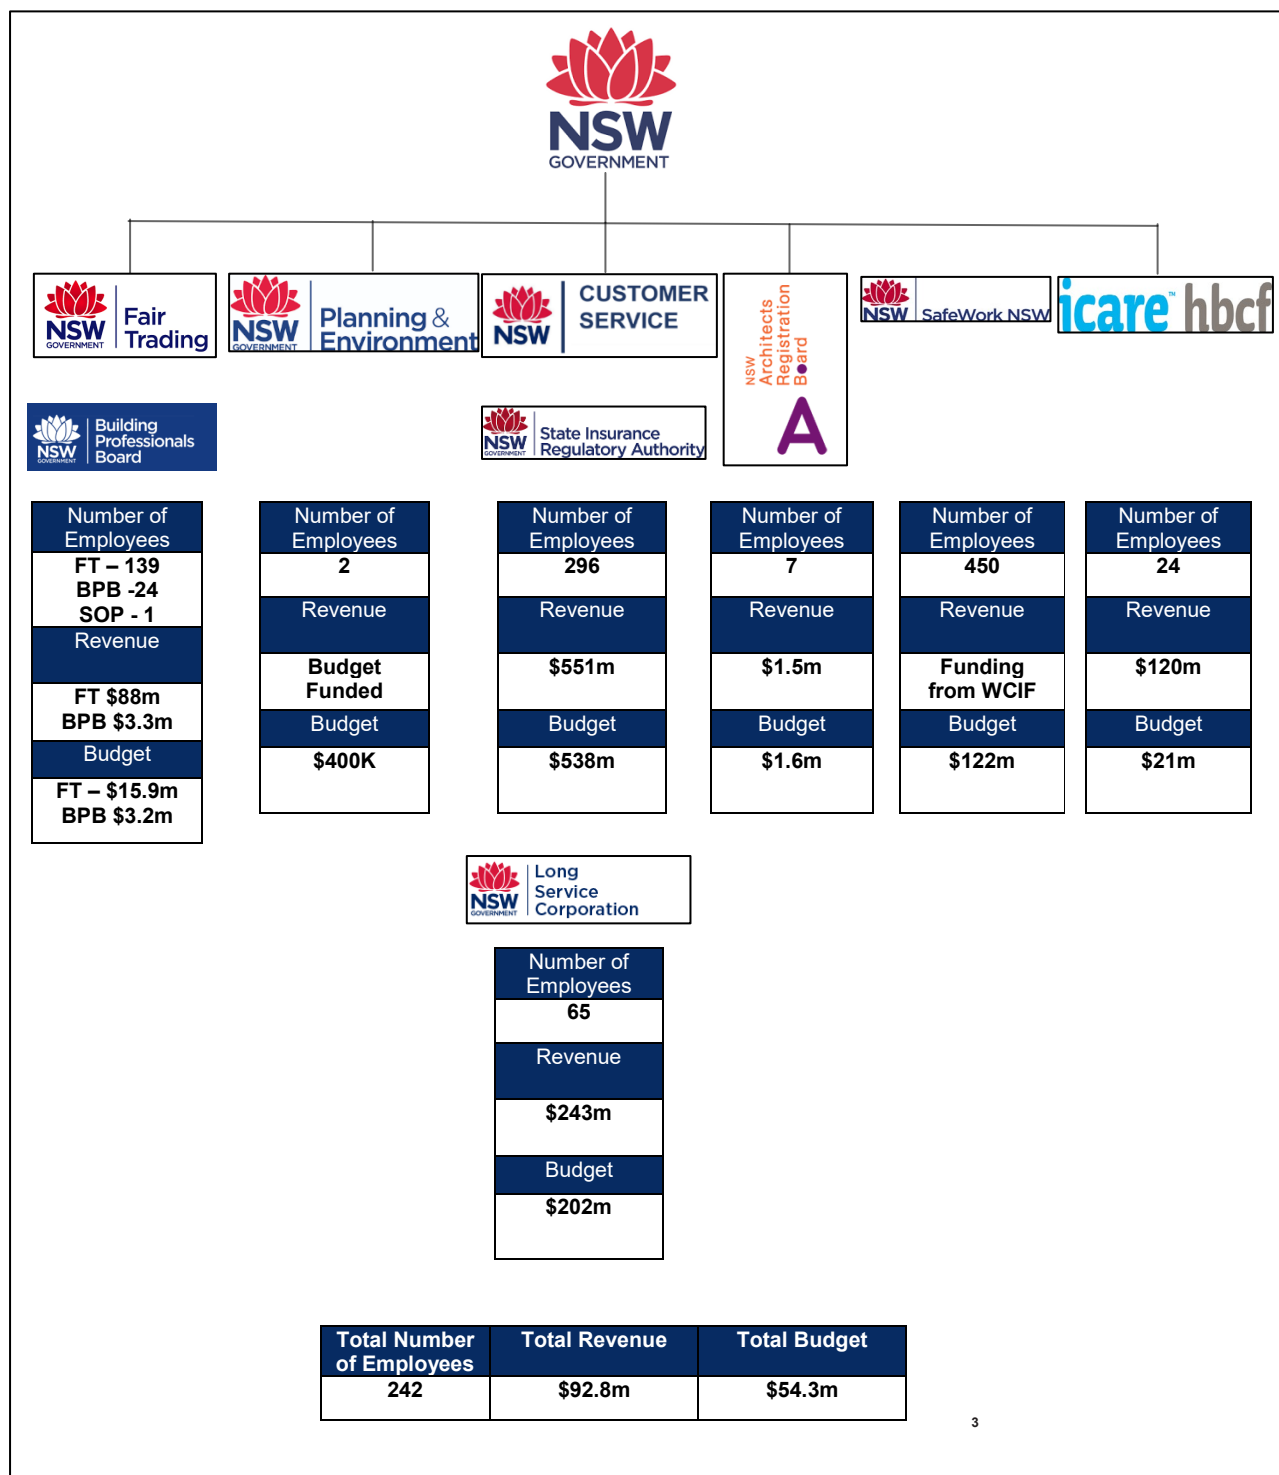 NSW
GOVERNMENT
NSW
GOVERNMENT
Fair
Trading
NSW
GOVERNMENT
Planning &
Environment
NSW
CUSTOMER
SERVICE
NSW
Architects
Registration
Board
A
NSW
SafeWork NSW
icare™ hbcf
NSW
GOVERNMENT
Building
Professionals
Board
NSW
GOVERNMENT
State Insurance
Regulatory Authority
Number of
Employees
FT – 139
BPB -24
SOP - 1
Revenue
FT $88m
BPB $3.3m
Budget
FT – $15.9m
BPB $3.2m
Number of
Employees
2
Revenue
Budget
Funded
Budget
$400K
Number of
Employees
296
Revenue
$551m
Budget
$538m
Number of
Employees
7
Revenue
$1.5m
Budget
$1.6m
Number of
Employees
450
Revenue
Funding
from WCIF
Budget
$122m
Number of
Employees
24
Revenue
$120m
Budget
$21m
NSW
GOVERNMENT
Long
Service
Corporation
Number of
Employees
65
Revenue
$243m
Budget
$202m
Total Number
of Employees
Total Revenue
Total Budget
242
$92.8m
$54.3m
3